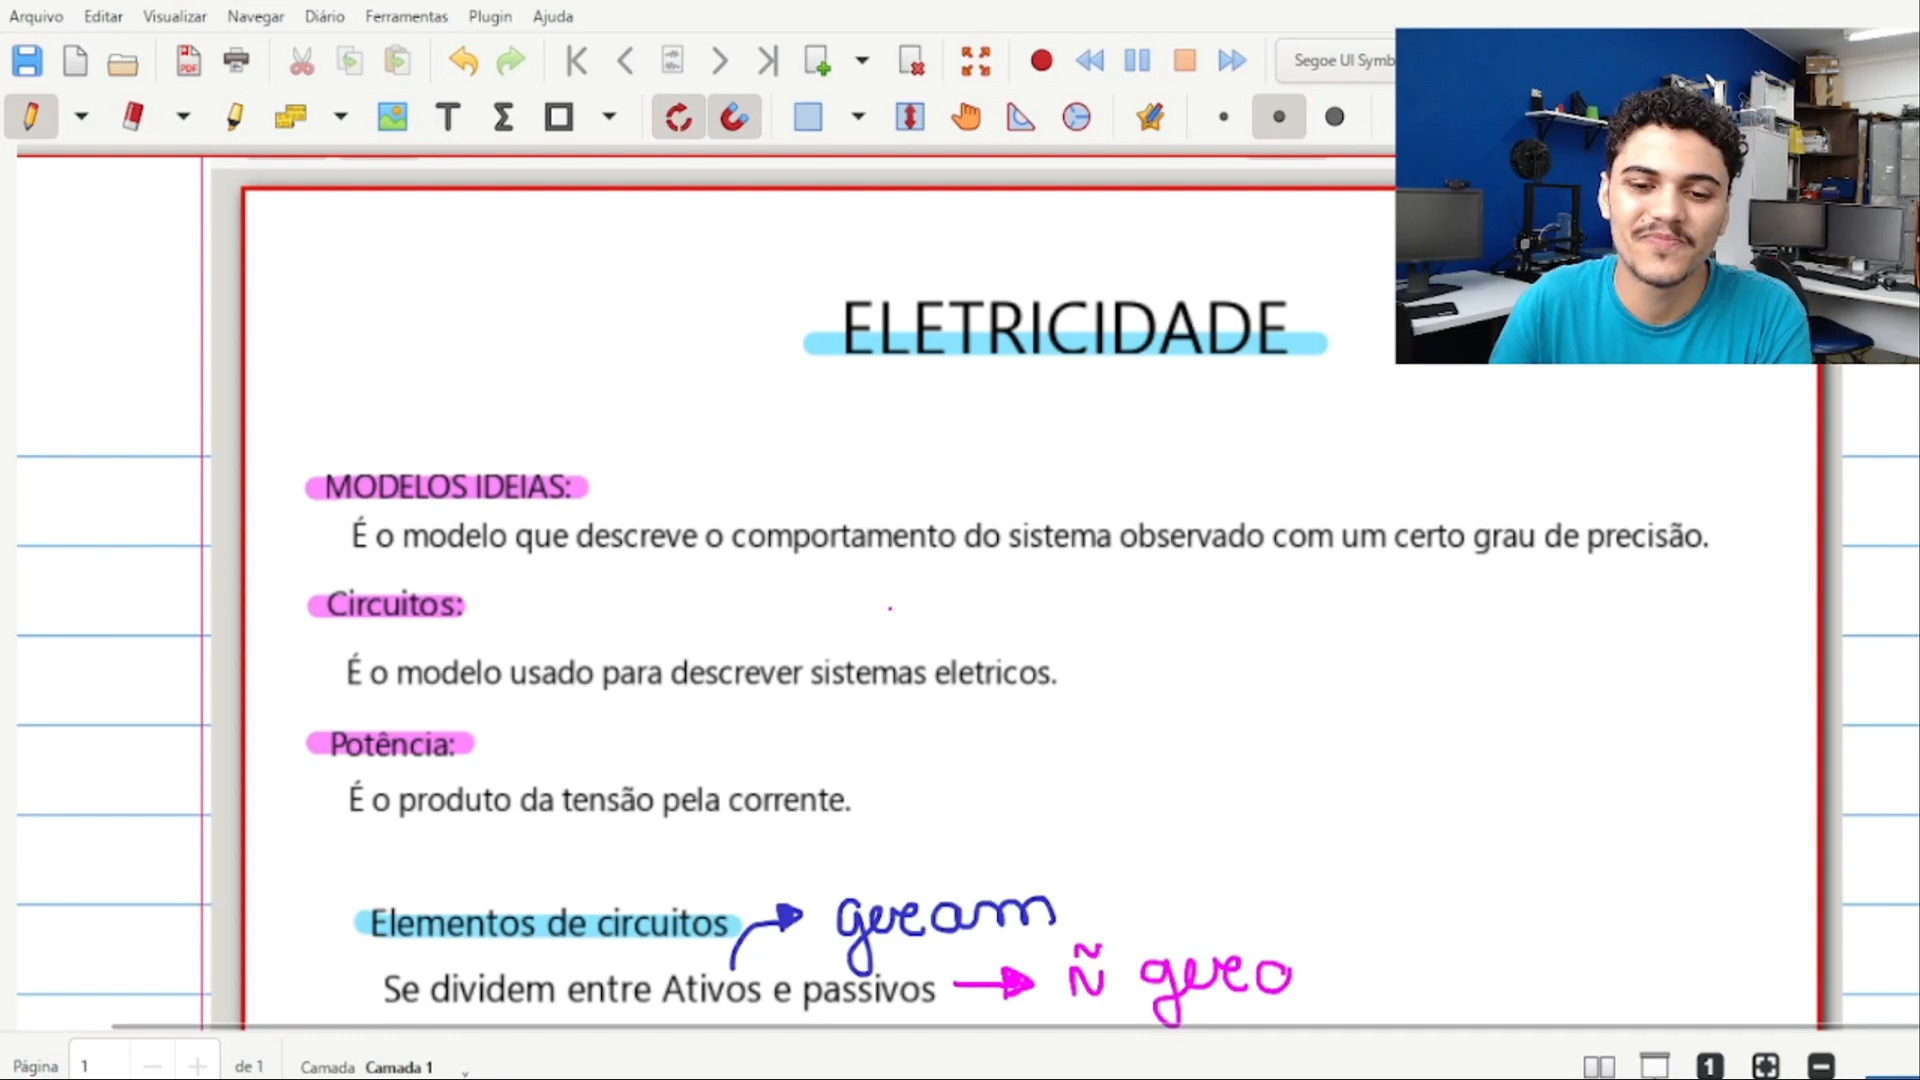 Arquivo Editar Visualizar Navegar Diário Ferramentas Plugin Ajuda
PDF
Segoe UI Symb
T Σ
ELETRICIDADE
MODELOS IDEIAS:
É o modelo que descreve o comportamento do sistema observado com um certo grau de precisão.
Circuitos:
É o modelo usado para descrever sistemas eletricos.
Potência:
É o produto da tensão pela corrente.
Elementos de circuitos
geram
Se dividem entre Ativos e passivos
ñ gera
Página 1 de 1 Camada Camada 1
1